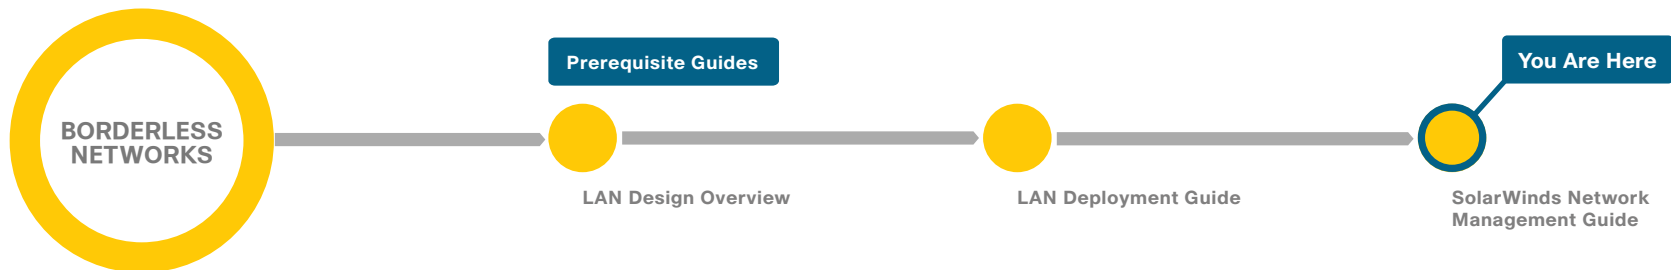 BORDERLESS
NETWORKS
Prerequisite Guides
You Are Here
LAN Design Overview
LAN Deployment Guide
SolarWinds Network
Management Guide